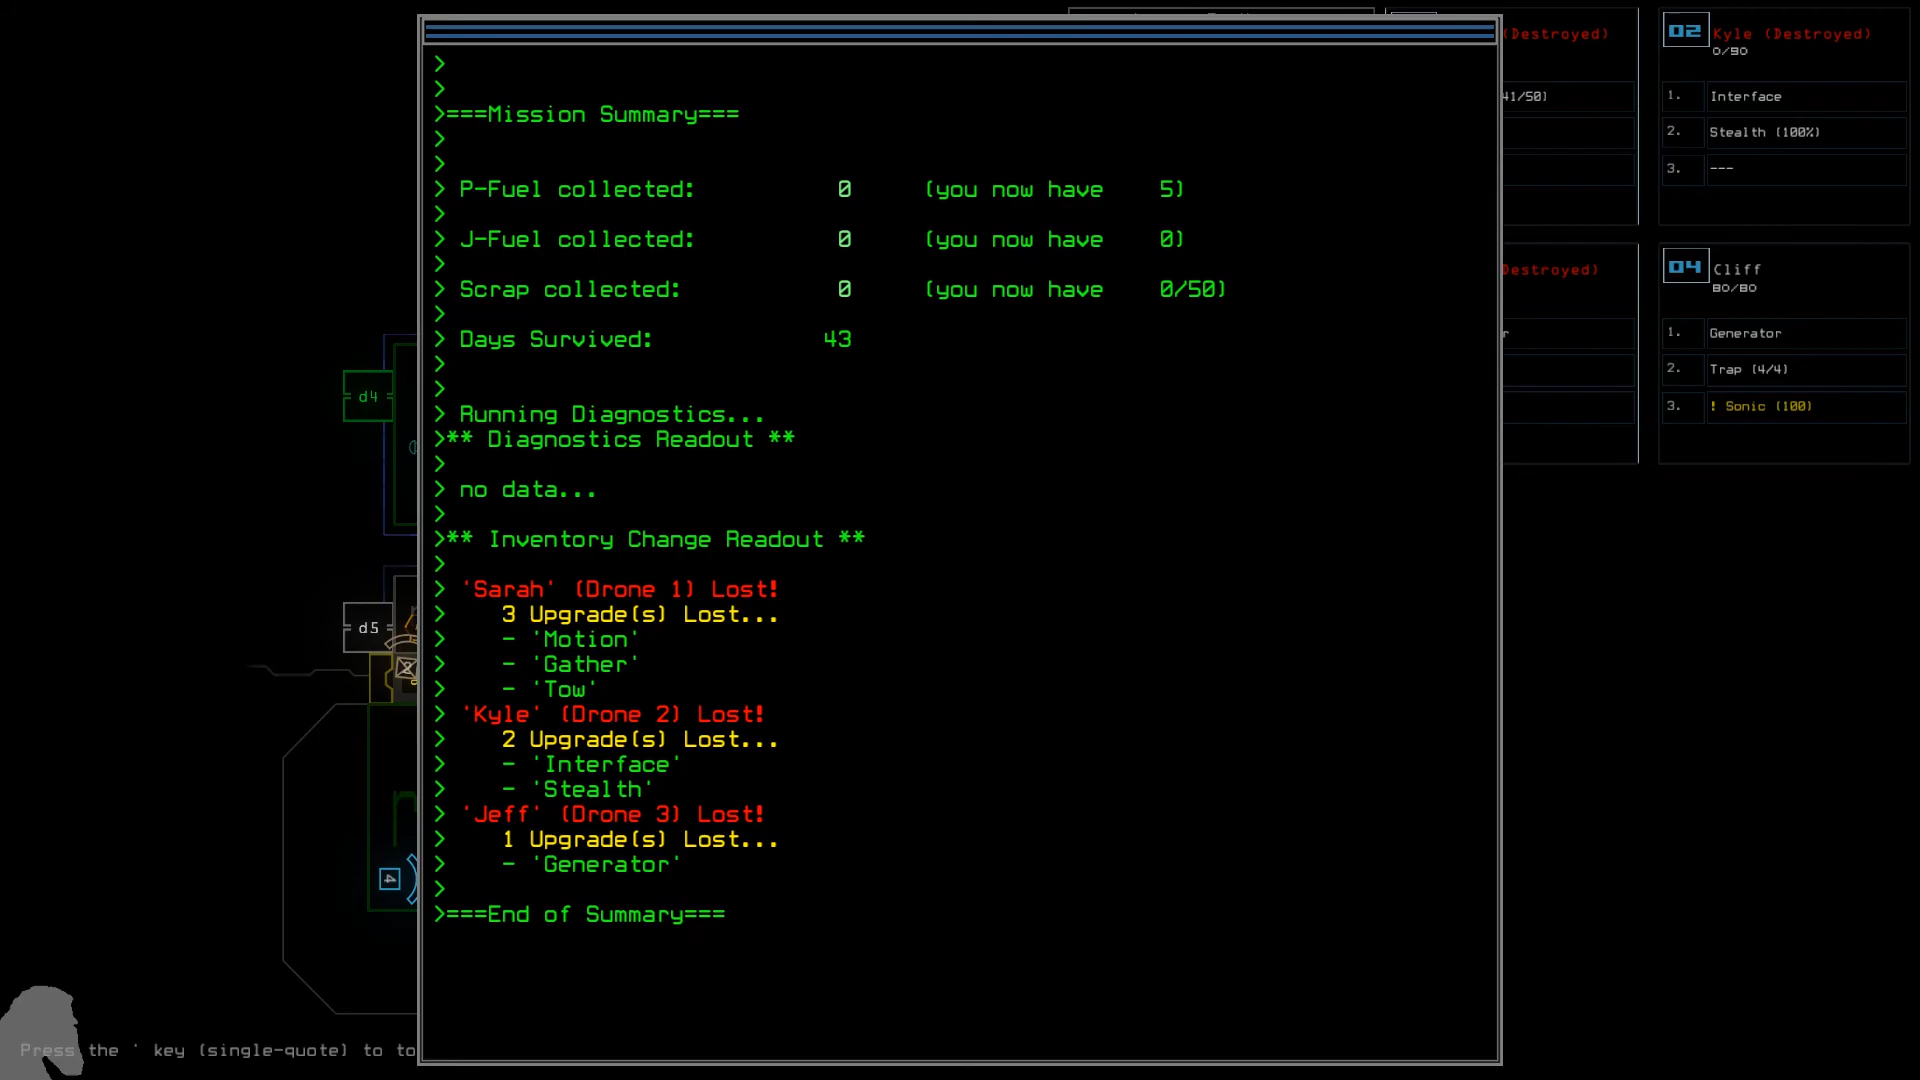 >
>
>===Mission Summary===
>
>
> P-Fuel collected: 0 (you now have 5)
>
> J-Fuel collected: 0 (you now have 0)
>
> Scrap collected: 0 (you now have 0/50)
>
> Days Survived: 43
>
>
> Running Diagnostics...
>** Diagnostics Readout **
>
> no data...
>
>** Inventory Change Readout **
>
> 'Sarah' (Drone 1) Lost!
> 3 Upgrade(s) Lost...
> - 'Motion'
> - 'Gather'
> - 'Tow'
> 'Kyle' (Drone 2) Lost!
> 2 Upgrade(s) Lost...
> - 'Interface'
> - 'Stealth'
> 'Jeff' (Drone 3) Lost!
> 1 Upgrade(s) Lost...
> - 'Generator'
>
>===End of Summary===
(Destroyed)
41/50)
Destroyed)
r
02 Kyle (Destroyed)
0/90
1. Interface
2. Stealth (100%)
3. ---
04 Cliff
80/80
1. Generator
2. Trap (4/4)
3. ! Sonic (100)
d4
d5
2
4
Press the ' key (single-quote) to to